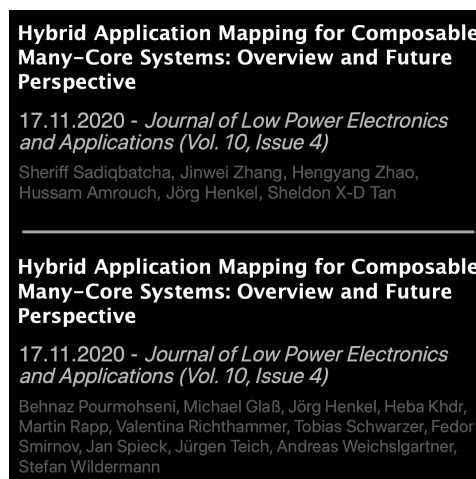 Hybrid Application Mapping for Composable
Many-Core Systems: Overview and Future
Perspective
17.11.2020 - Journal of Low Power Electronics
and Applications (Vol. 10, Issue 4)
Sheriff Sadiqbatcha, Jinwei Zhang, Hengyang Zhao,
Hussam Amrouch, Jörg Henkel, Sheldon X-D Tan
Hybrid Application Mapping for Composable
Many-Core Systems: Overview and Future
Perspective
17.11.2020 - Journal of Low Power Electronics
and Applications (Vol. 10, Issue 4)
Behnaz Pourmohseni, Michael Glaß, Jörg Henkel, Heba Khdr,
Martin Rapp, Valentina Richthammer, Tobias Schwarzer, Fedor
Smirnov, Jan Spieck, Jürgen Teich, Andreas Weichslgartner,
Stefan Wildermann